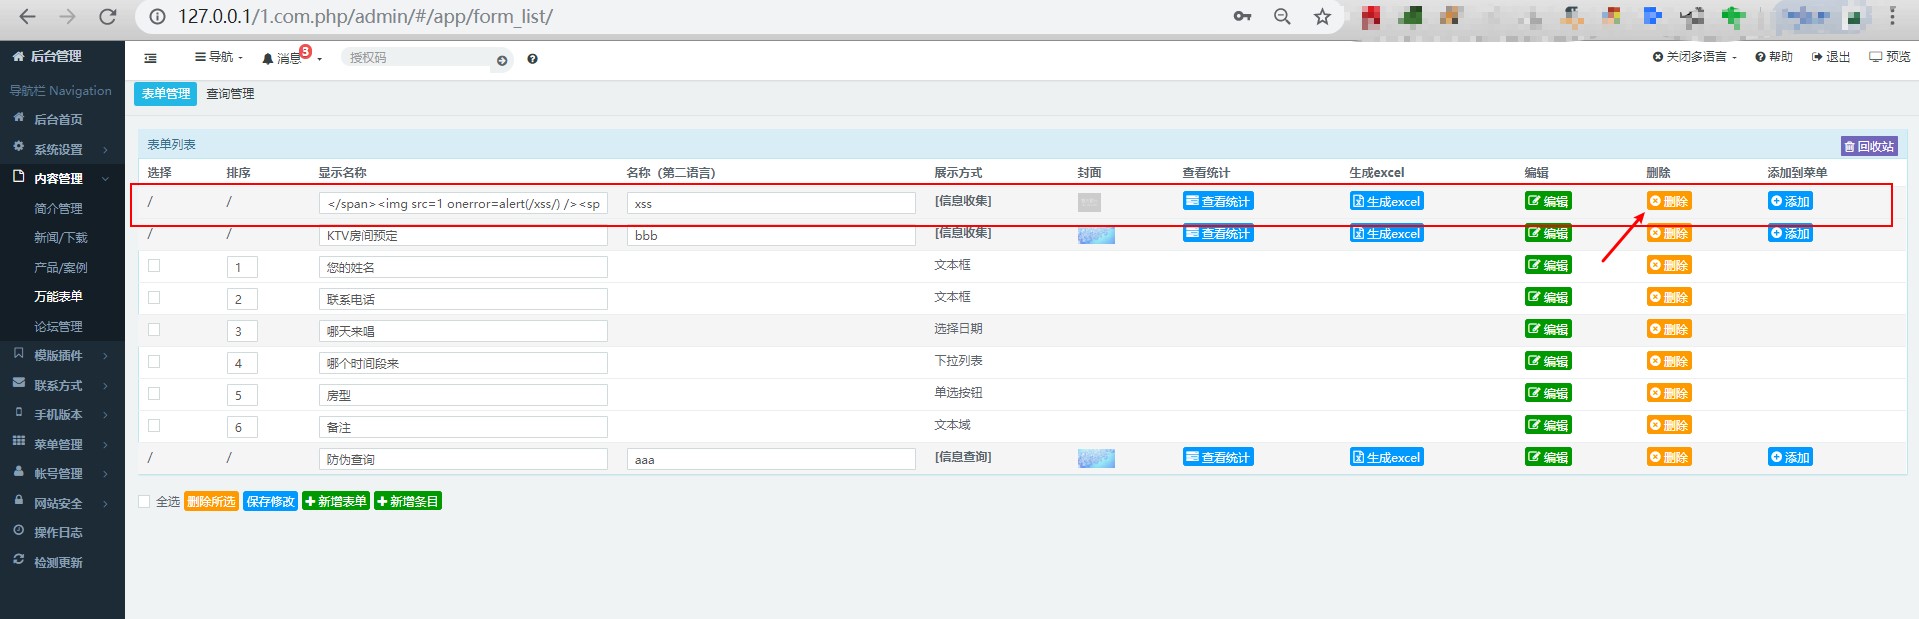 127.0.0.1/1.com.php/admin/#/app/form_list/
后台管理
导航 消息 3 授权码 关闭多语言 帮助 退出 预览
导航栏 Navigation
表单管理 查询管理
后台首页
系统设置
内容管理
简介管理
新闻/下载
产品/案例
万能表单
论坛管理
模版插件
联系方式
手机版本
菜单管理
帐号管理
网站安全
操作日志
检测更新
表单列表 回收站
选择 排序 显示名称 名称（第二语言） 展示方式 封面 查看统计 生成excel 编辑 删除 添加到菜单
/ / </span><img src=1 onerror=alert(/xss/) /><sp xss [信息收集] 查看统计 生成excel 编辑 删除 添加
/ / KTV房间预定 bbb [信息收集] 查看统计 生成excel 编辑 删除 添加
1 您的姓名 文本框 编辑 删除
2 联系电话 文本框 编辑 删除
3 哪天来唱 选择日期 编辑 删除
4 哪个时间段来 下拉列表 编辑 删除
5 房型 单选按钮 编辑 删除
6 备注 文本域 编辑 删除
/ / 防伪查询 aaa [信息查询] 查看统计 生成excel 编辑 删除 添加
全选 删除所选 保存修改 新增表单 新增条目